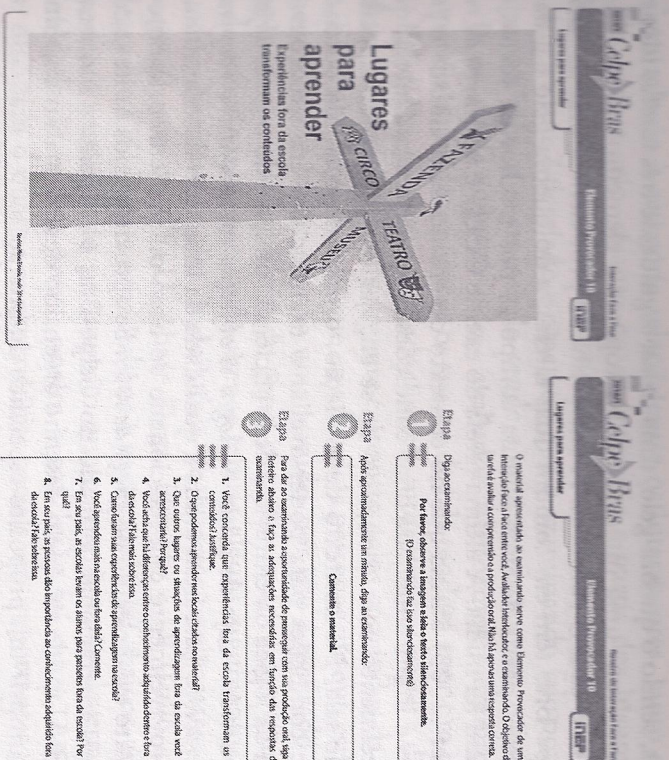 Celpe Bras
Interação Face a Face
Elemento Provocador 10
inep
Lugares para aprender
Lugares
para
aprender
Experiências fora da escola
transformam os conteúdos
FAZENDA
CIRCO
TEATRO
MUSEU
Celpe Bras
Roteiro de Interação Face a Face
Elemento Provocador 10
inep
Lugares para aprender
O material apresentado ao examinando serve como Elemento Provocador de um
Interação Face a Face entre você, Avaliador Interlocutor, e o examinando. O objetivo d
tarefa é avaliar a compreensão e a produção oral. Não há apenas uma resposta correta.
Etapa
1
Diga ao examinando:
Por favor, observe a imagem e leia o texto silenciosamente.
(O examinando faz isso silenciosamente)
Etapa
2
Após aproximadamente um minuto, diga ao examinando:
Comente o material.
Etapa
3
Para dar ao examinando a oportunidade de prosseguir com sua produção oral, siga
Roteiro abaixo e faça as adequações necessárias em função das respostas d
examinando.
1. Você concorda que experiências fora da escola transformam os
conteúdos? Justifique.
2. O que podemos aprender nos locais citados no material?
3. Que outros lugares ou situações de aprendizagem fora da escola você
acrescentaria? Por quê?
4. Você acha que há diferenças entre o conhecimento adquirido dentro e fora
da escola? Fale mais sobre isso.
5. Como foram suas experiências de aprendizagem na escola?
6. Você aprendeu mais na escola ou fora dela? Comente.
7. Em seu país, as escolas levam os alunos para passeios fora da escola? Por
quê?
8. Em seu país, as pessoas dão importância ao conhecimento adquirido fora
da escola? Fale sobre isso.